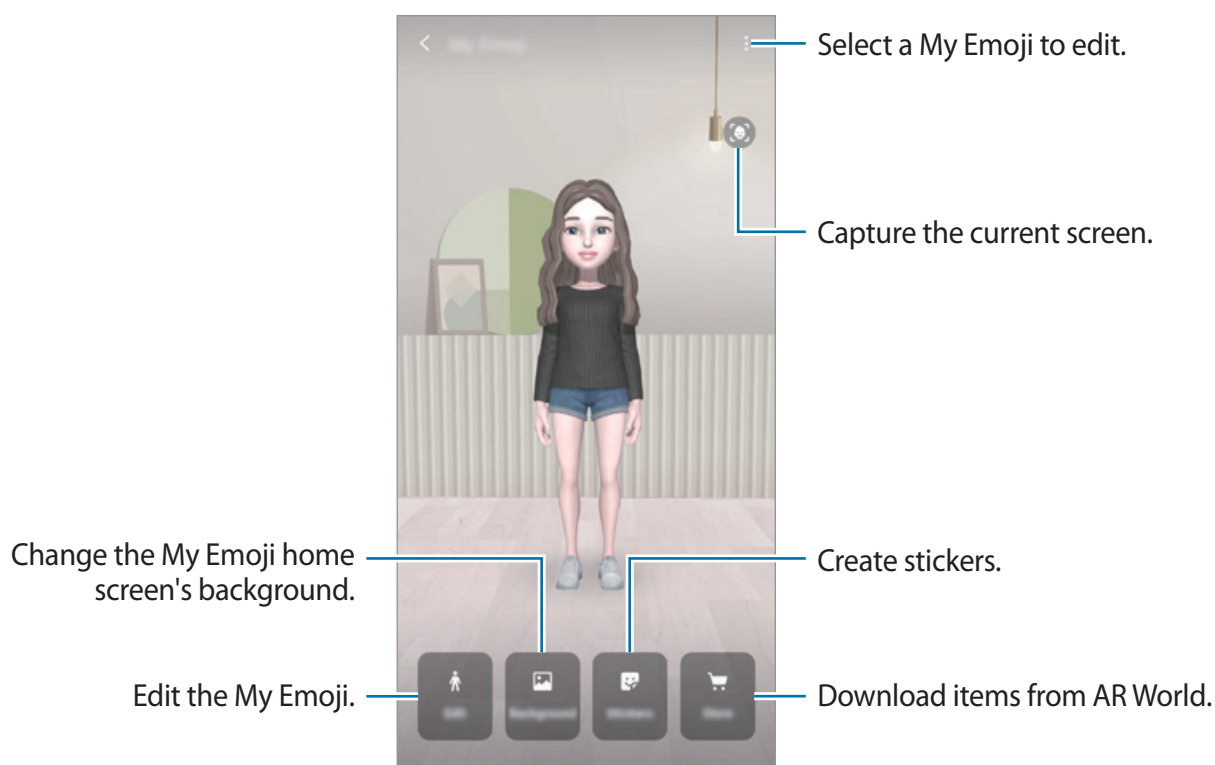 Select a My Emoji to edit.
Capture the current screen.
Change the My Emoji home
screen's background.
Create stickers.
Edit the My Emoji.
Download items from AR World.